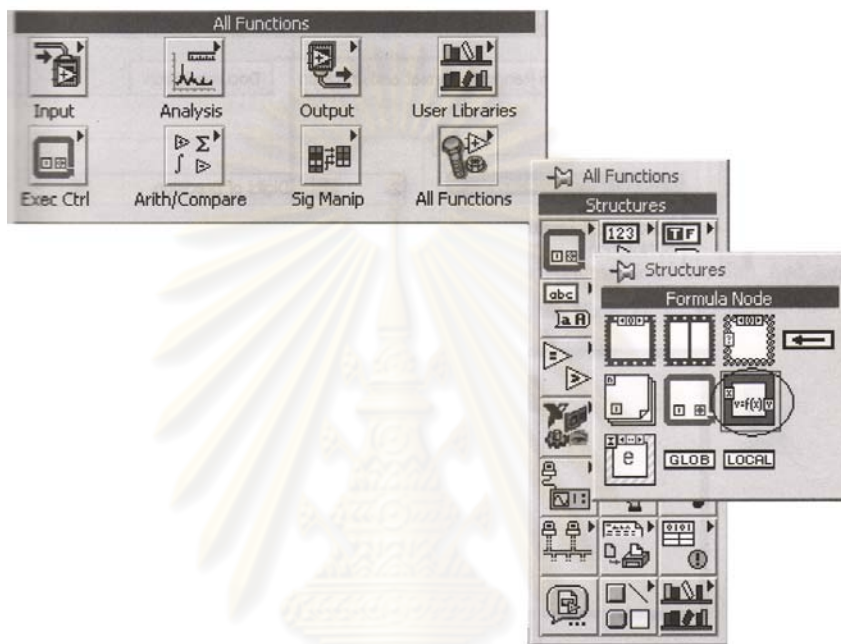 All Functions
Input Analysis Output User Libraries
Exec Ctrl Arith/Compare Sig Manip All Functions
All Functions
Structures
123 TF
abc
a A
Structures
Formula Node
y=f(x)
e
GLOB LOCAL
0101